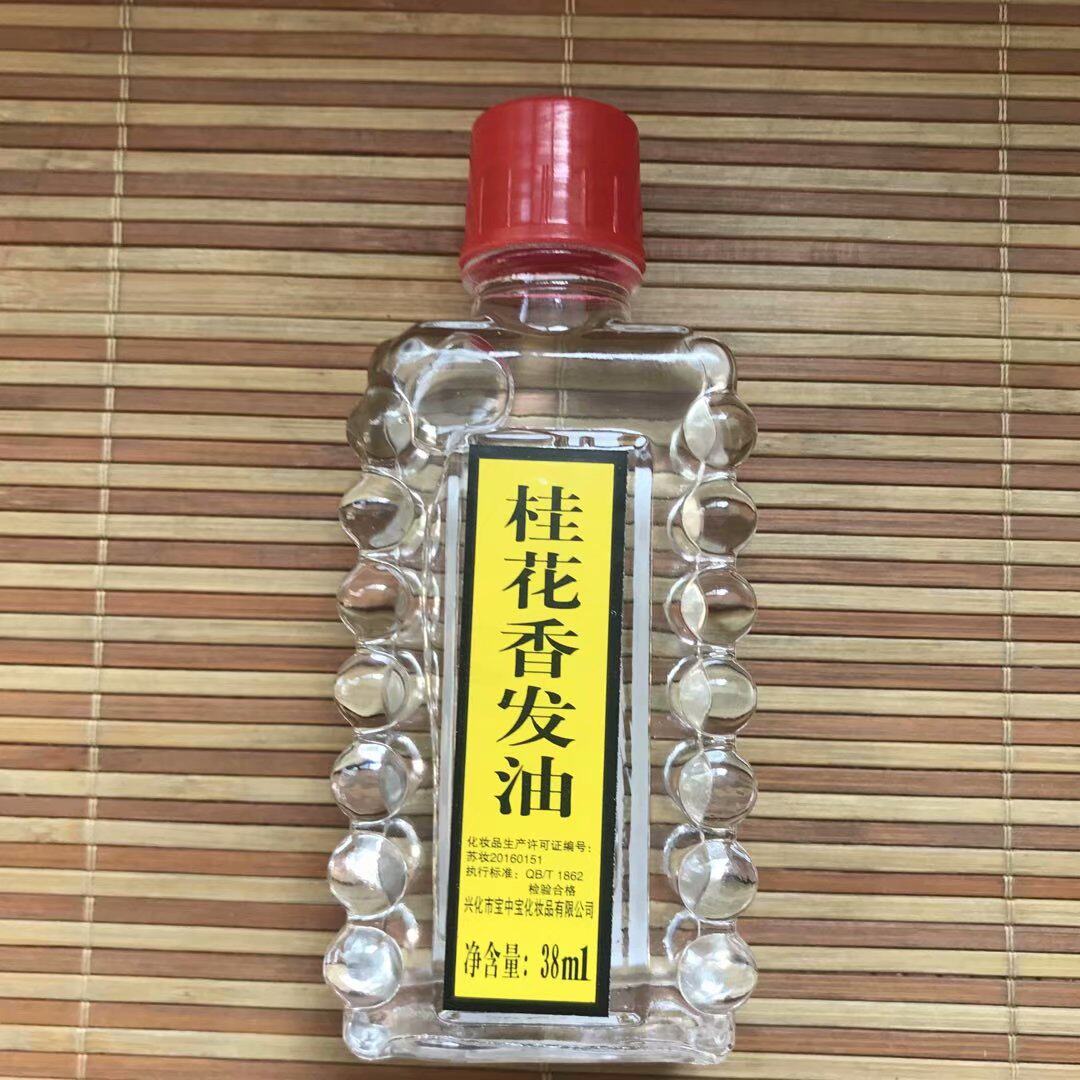 桂花香发油
化妆品生产许可证编号：
苏妆20160151
执行标准：QB/T 1862
检验合格
兴化市宝中宝化妆品有限公司
净含量：38ml